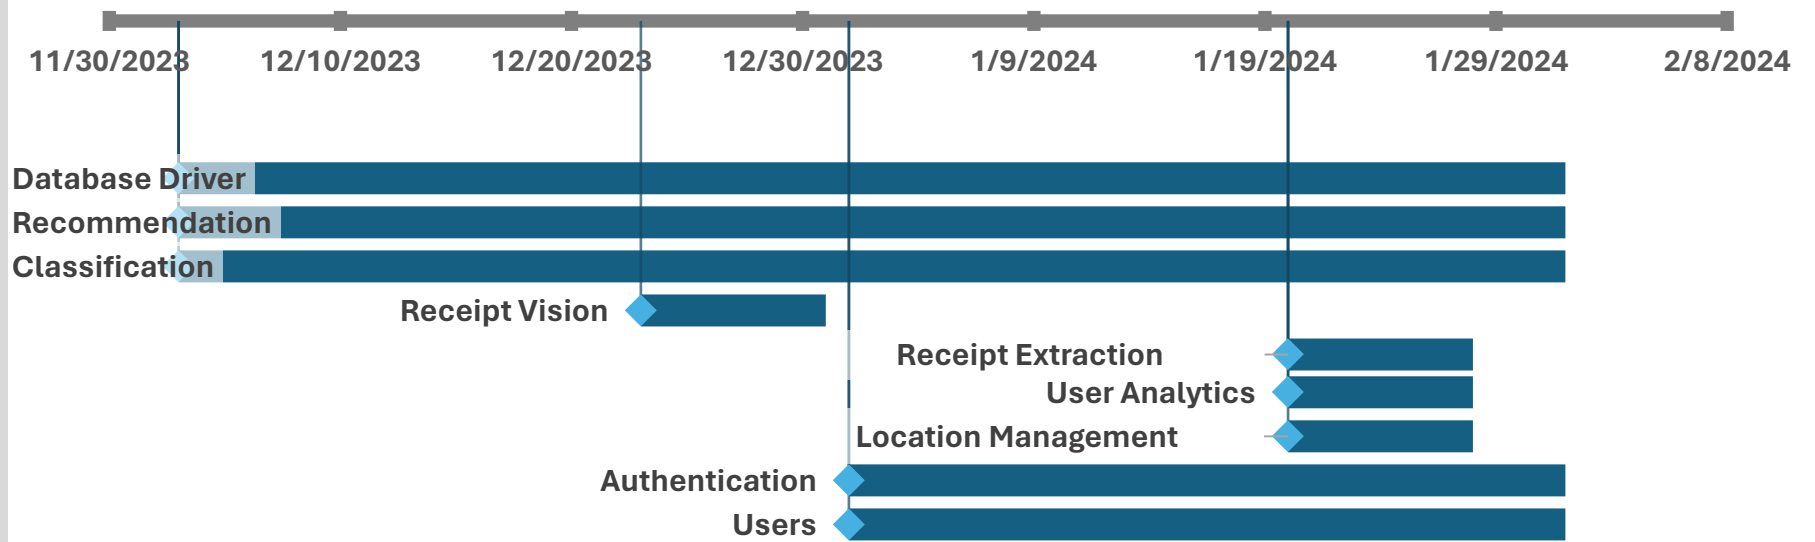 11/30/2023 12/10/2023 12/20/2023 12/30/2023 1/9/2024 1/19/2024 1/29/2024 2/8/2024
Database Driver
Recommendation
Classification
Receipt Vision
Receipt Extraction
User Analytics
Location Management
Authentication
Users